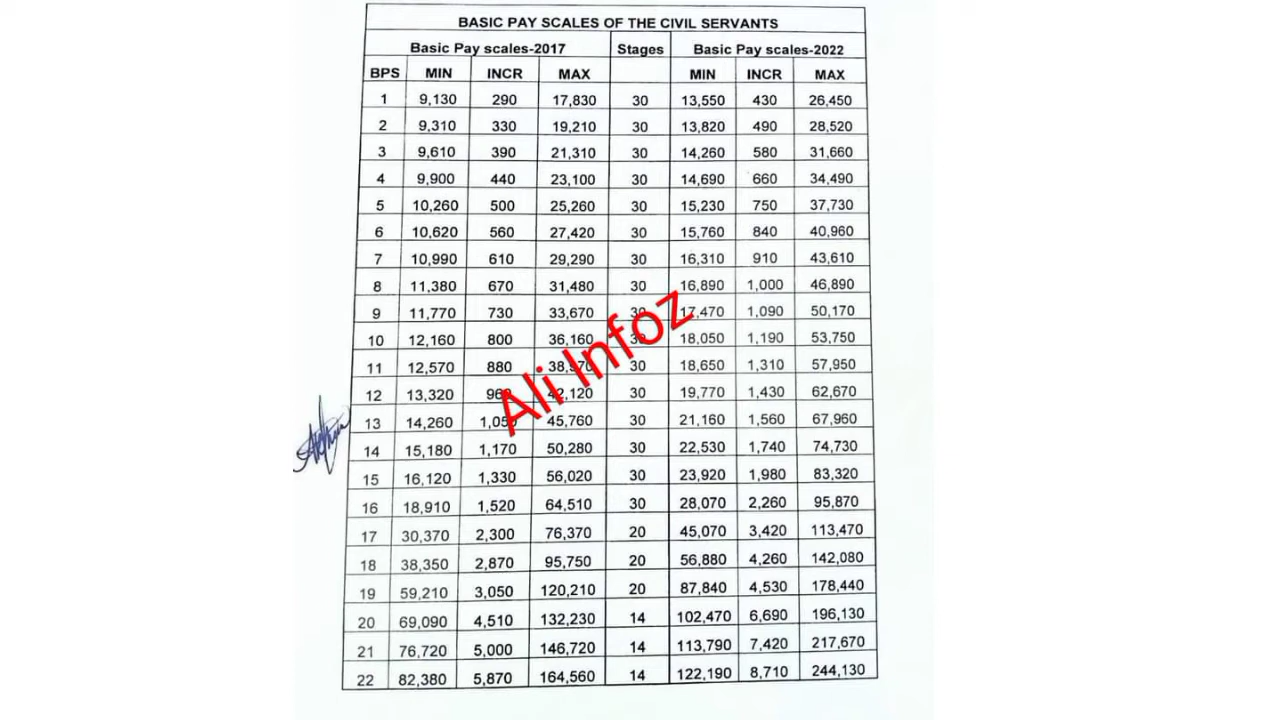 BASIC PAY SCALES OF THE CIVIL SERVANTS
Basic Pay scales-2017 Stages Basic Pay scales-2022
BPS MIN INCR MAX MIN INCR MAX
1 9,130 290 17,830 30 13,550 430 26,450
2 9,310 330 19,210 30 13,820 490 28,520
3 9,610 390 21,310 30 14,260 580 31,660
4 9,900 440 23,100 30 14,690 660 34,490
5 10,260 500 25,260 30 15,230 750 37,730
6 10,620 560 27,420 30 15,760 840 40,960
7 10,990 610 29,290 30 16,310 910 43,610
8 11,380 670 31,480 30 16,890 1,000 46,890
9 11,770 730 33,670 30 17,470 1,090 50,170
10 12,160 800 36,160 30 18,050 1,190 53,750
11 12,570 880 30 18,650 1,310 57,950
12 13,320 960 42,120 30 19,770 1,430 62,670
13 14,260 1,050 45,760 30 21,160 1,560 67,960
14 15,180 1,170 50,280 30 22,530 1,740 74,730
15 16,120 1,330 56,020 30 23,920 1,980 83,320
16 18,910 1,520 64,510 30 28,070 2,260 95,870
17 30,370 2,300 76,370 20 45,070 3,420 113,470
18 38,350 2,870 95,750 20 56,880 4,260 142,080
19 59,210 3,050 120,210 20 87,840 4,530 178,440
20 69,090 4,510 132,230 14 102,470 6,690 196,130
21 76,720 5,000 146,720 14 113,790 7,420 217,670
22 82,380 5,870 164,560 14 122,190 8,710 244,130
Ali Infoz